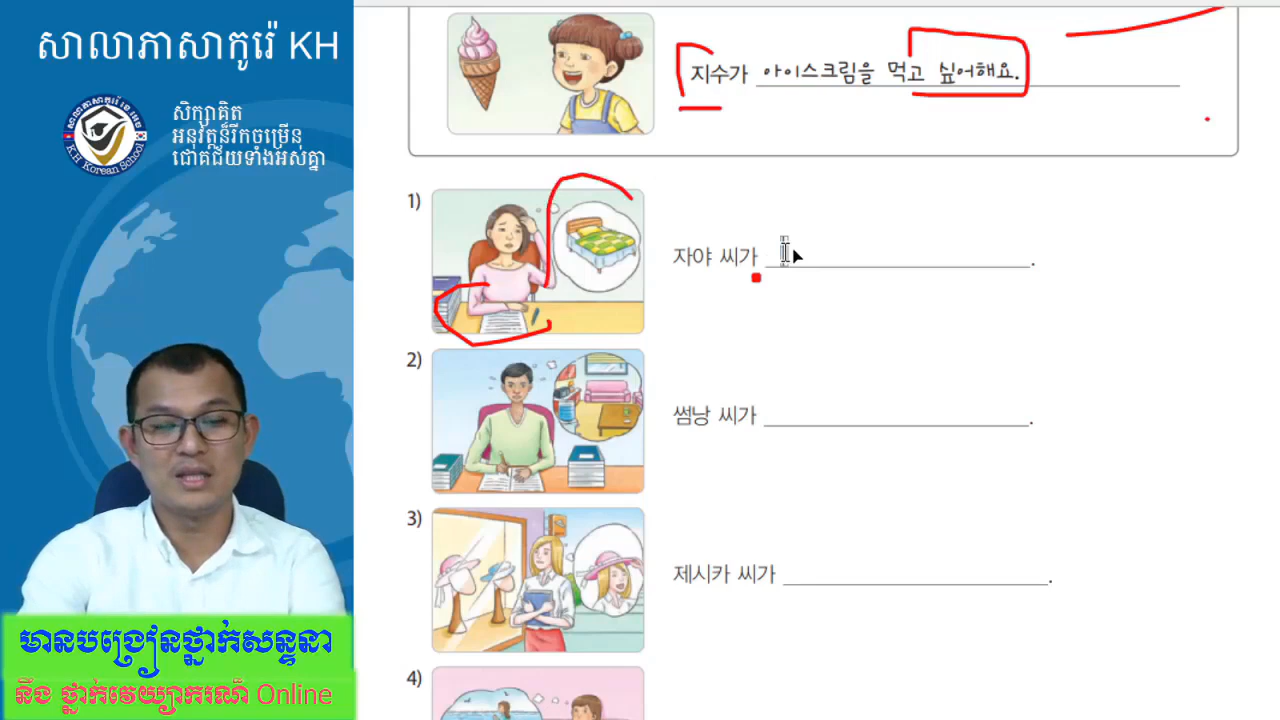 សាលាភាសាកូរ៉េ KH
សិក្សាគិត
អនុវត្តន៏រីកចម្រើន
ជោគជ័យទាំងអស់គ្នា
K.H Korean School
지수가 아이스크림을 먹고 싶어해요.
1)
자야 씨가 .
2)
썸낭 씨가 .
3)
제시카 씨가 .
4)
មានបង្រៀនថ្នាក់សន្ទនា
នឹង ថ្នាក់វេយ្យាករណ៏ Online